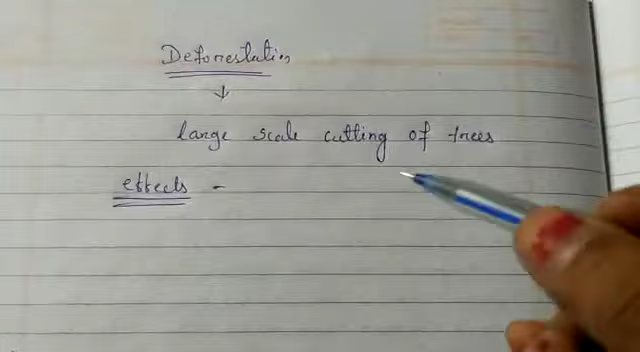 Deforestation
↓
large scale cutting of trees
effects -